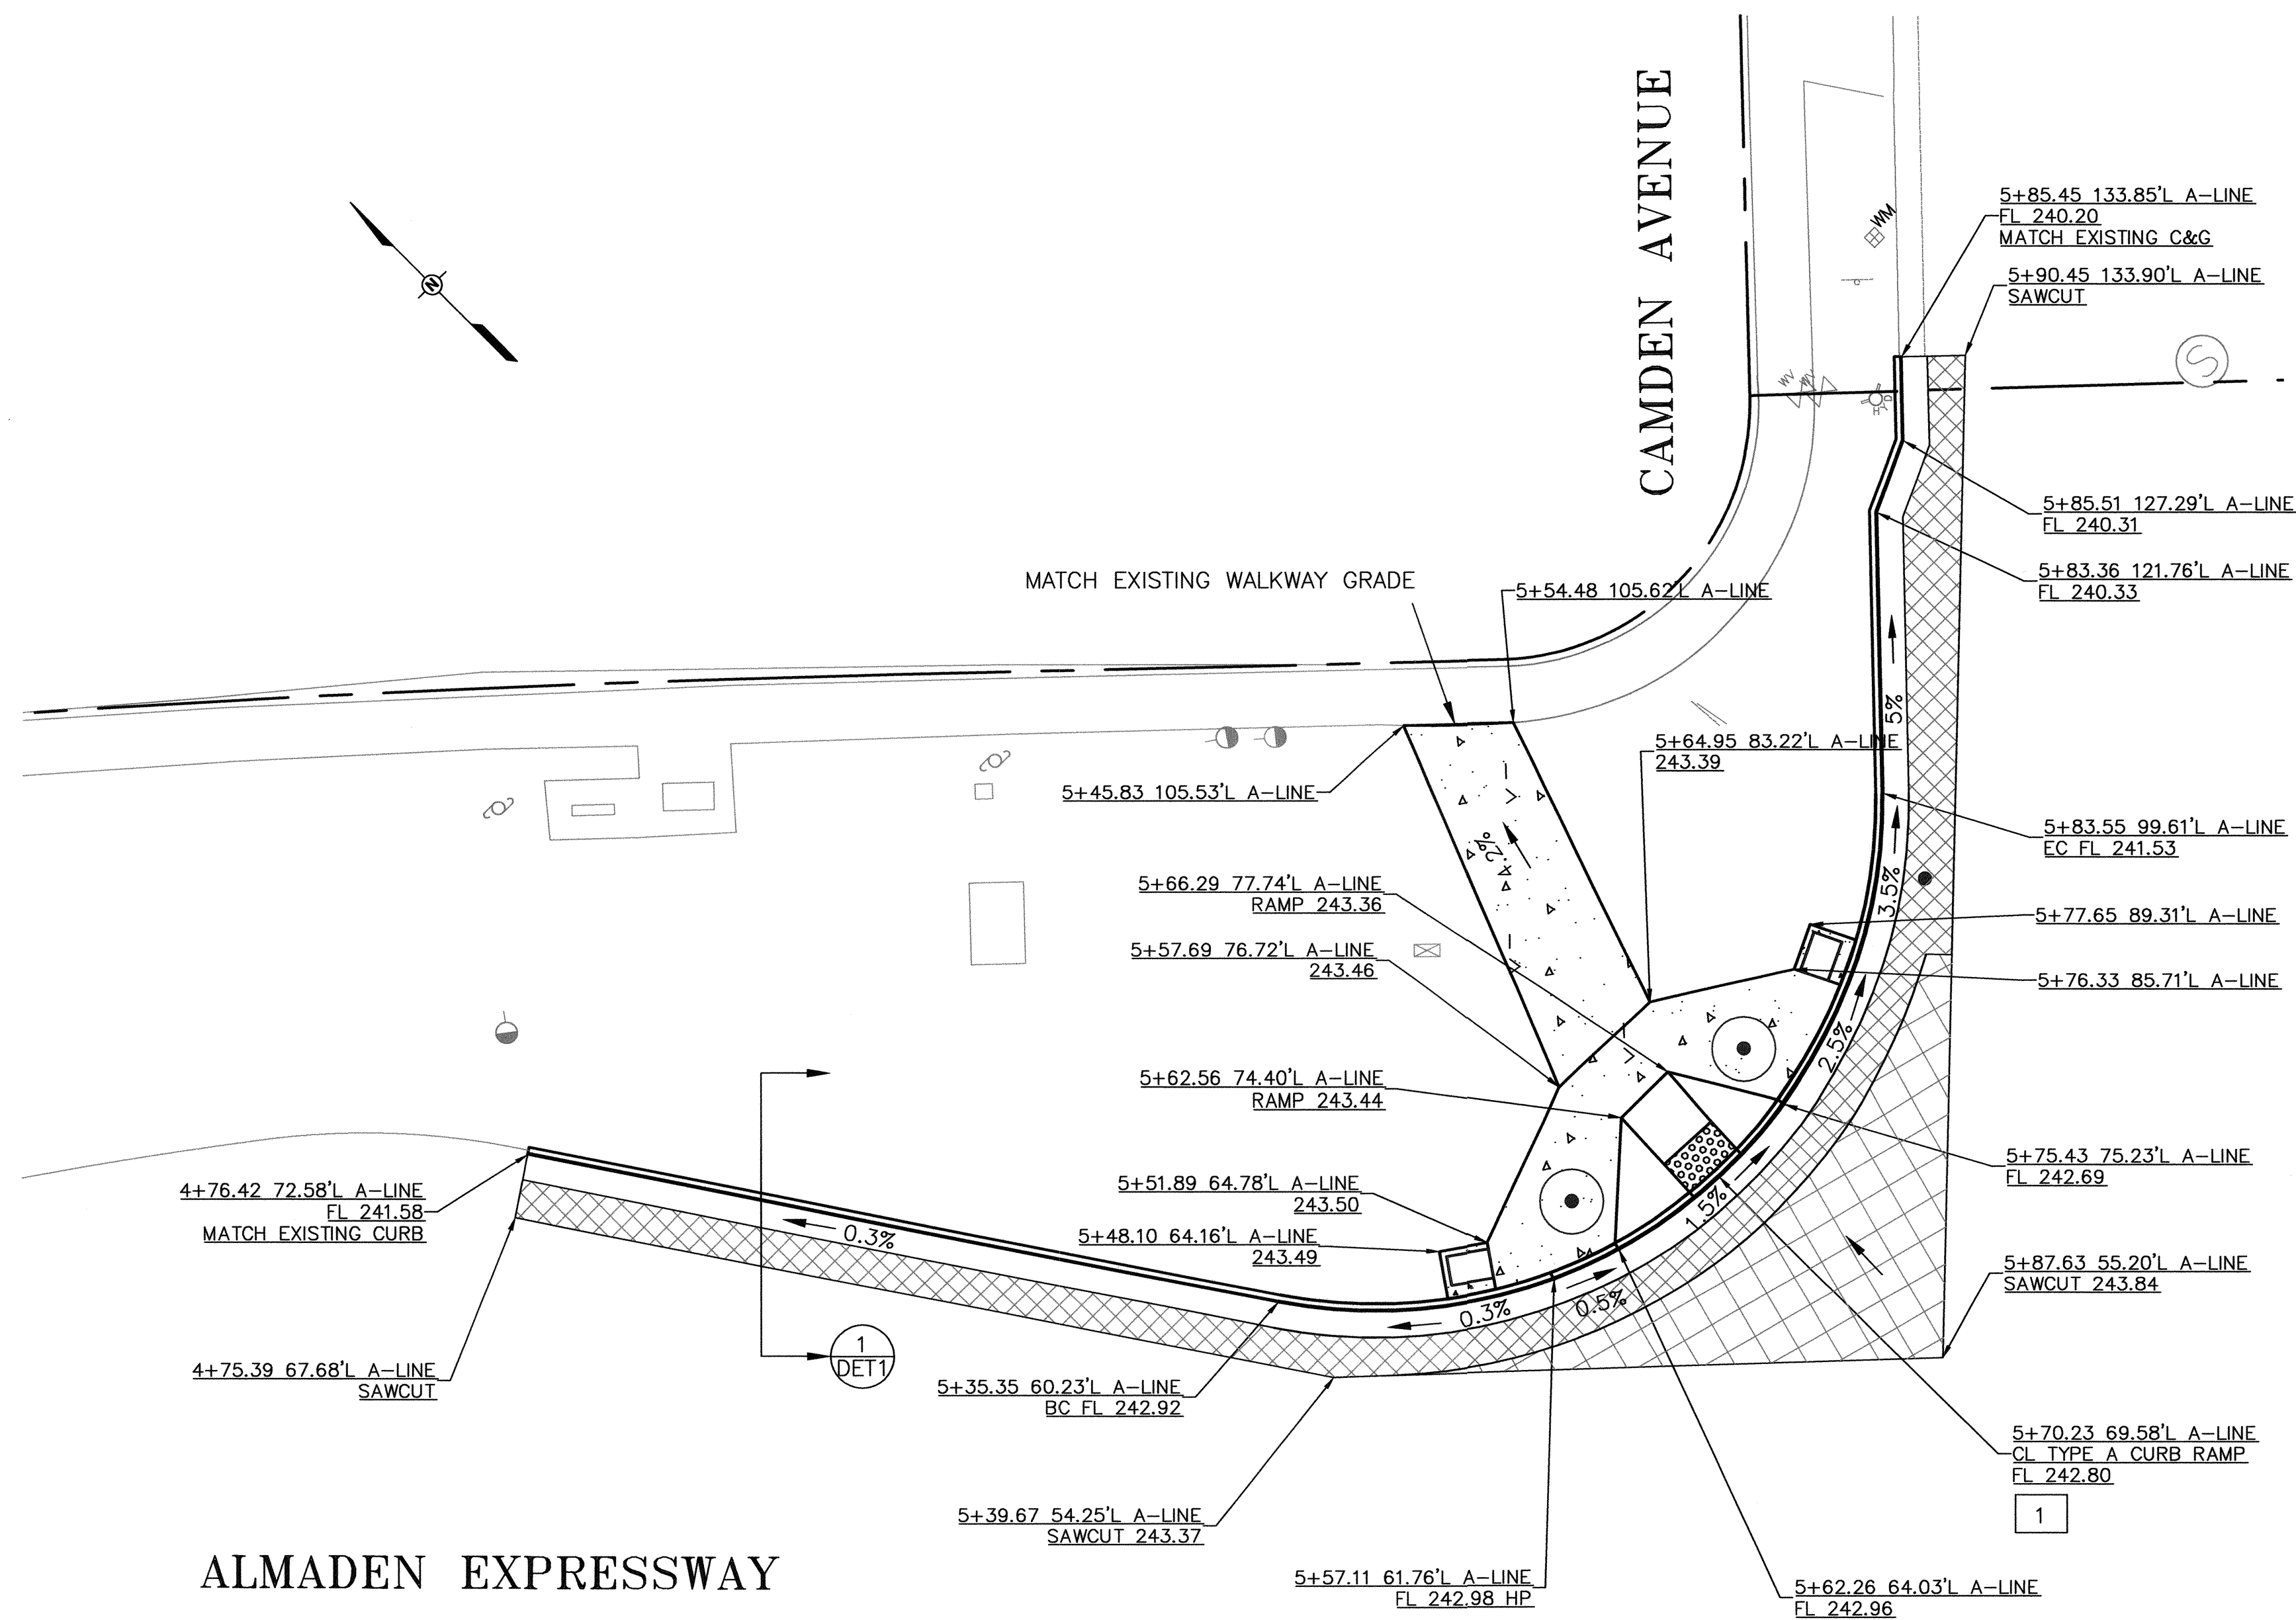 CAMDEN AVENUE
WM
5+85.45 133.85'L A-LINE
FL 240.20
MATCH EXISTING C&G
5+90.45 133.90'L A-LINE
SAWCUT
N
S
WV
WV
HYD
5+85.51 127.29'L A-LINE
FL 240.31
5+83.36 121.76'L A-LINE
FL 240.33
MATCH EXISTING WALKWAY GRADE
5+54.48 105.62'L A-LINE
5%
5+64.95 83.22'L A-LINE
243.39
5+45.83 105.53'L A-LINE
5+83.55 99.61'L A-LINE
EC FL 241.53
4.2%
3.5%
5+66.29 77.74'L A-LINE
RAMP 243.36
5+77.65 89.31'L A-LINE
5+57.69 76.72'L A-LINE
243.46
5+76.33 85.71'L A-LINE
2.5%
5+62.56 74.40'L A-LINE
RAMP 243.44
5+75.43 75.23'L A-LINE
FL 242.69
4+76.42 72.58'L A-LINE
FL 241.58
MATCH EXISTING CURB
5+51.89 64.78'L A-LINE
243.50
1.5%
0.3%
5+48.10 64.16'L A-LINE
243.49
5+87.63 55.20'L A-LINE
SAWCUT 243.84
0.3%
0.5%
1
DET1
4+75.39 67.68'L A-LINE
SAWCUT
5+35.35 60.23'L A-LINE
BC FL 242.92
5+70.23 69.58'L A-LINE
CL TYPE A CURB RAMP
FL 242.80
1
5+39.67 54.25'L A-LINE
SAWCUT 243.37
ALMADEN EXPRESSWAY
5+57.11 61.76'L A-LINE
FL 242.98 HP
5+62.26 64.03'L A-LINE
FL 242.96